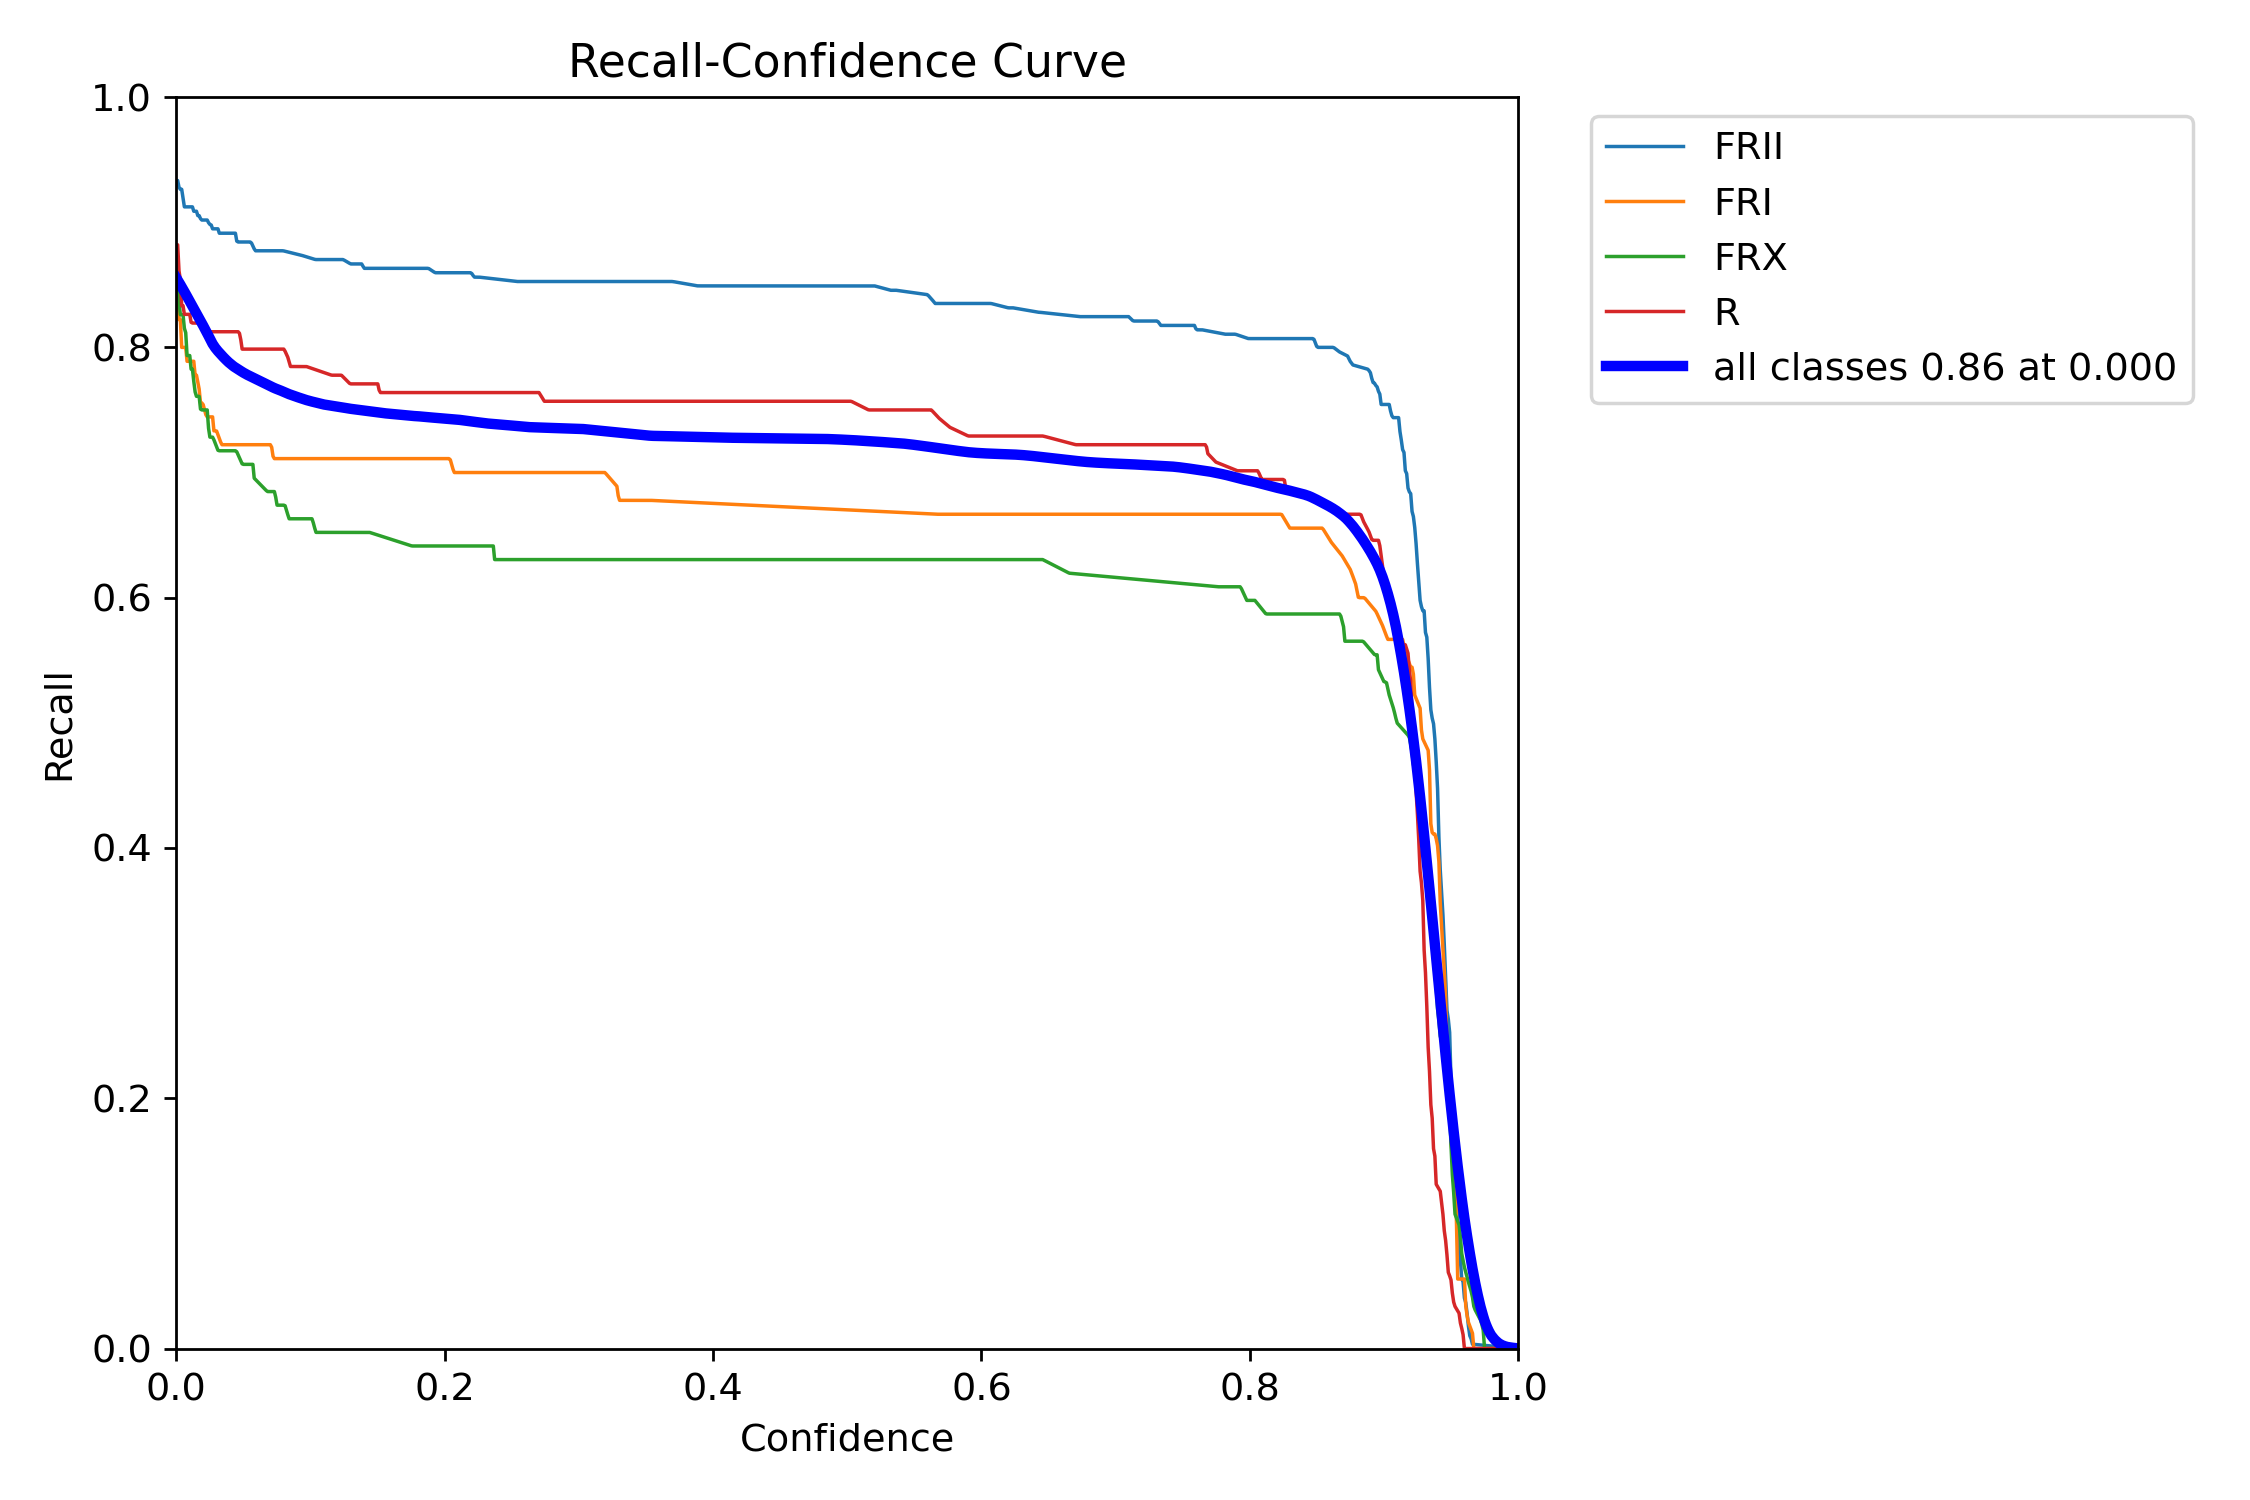 Recall-Confidence Curve
1.0
0.8
0.6
0.4
0.2
0.0
Recall
0.0 0.2 0.4 0.6 0.8 1.0
Confidence
FRII
FRI
FRX
R
all classes 0.86 at 0.000